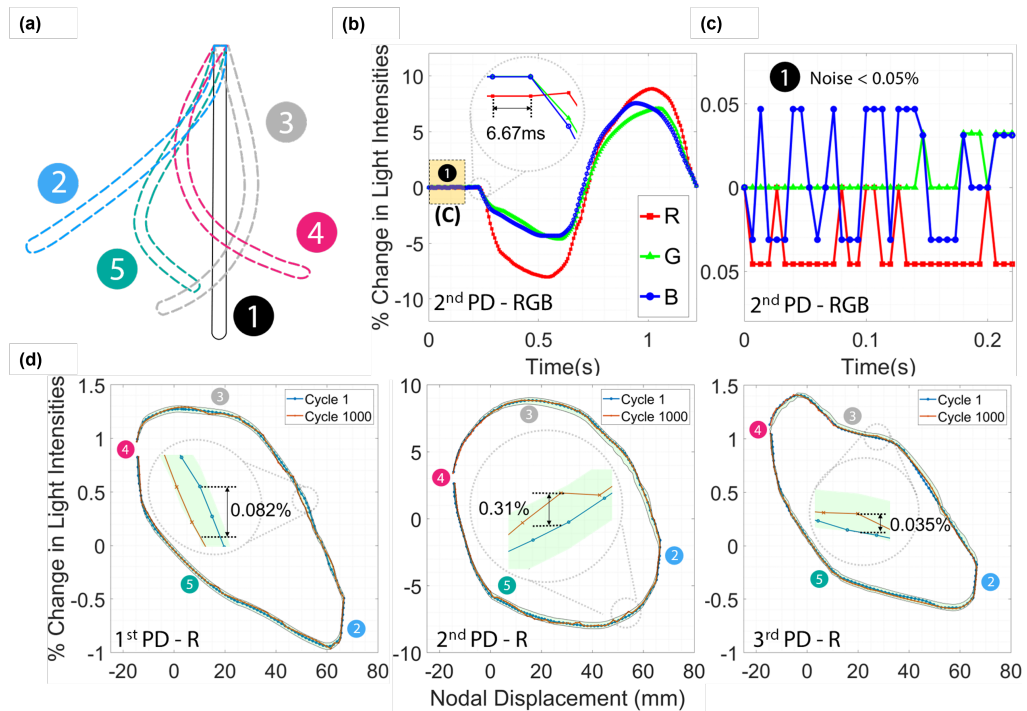 (a)
2
5
3
4
1
(b)
% Change in Light Intensities
10
5
0
-5
-10
6.67ms
1
(C)
R
G
B
2nd PD - RGB
0
0.5
1
Time(s)
(c)
1
Noise < 0.05%
0.05
0
0.05
2nd PD - RGB
0
0.1
0.2
Time(s)
(d)
% Change in Light Intensities
1.5
1
0.5
0
-0.5
-1
3
Cycle 1
Cycle 1000
4
0.082%
5
2
1st PD - R
-20
0
20
40
60
80
10
5
0
-5
-10
3
Cycle 1
Cycle 1000
4
0.31%
5
2
2nd PD - R
-20
0
20
40
60
80
1.5
1
0.5
0
-0.5
-1
3
Cycle 1
Cycle 1000
4
0.035%
5
2
3rd PD - R
-20
0
20
40
60
80
Nodal Displacement (mm)